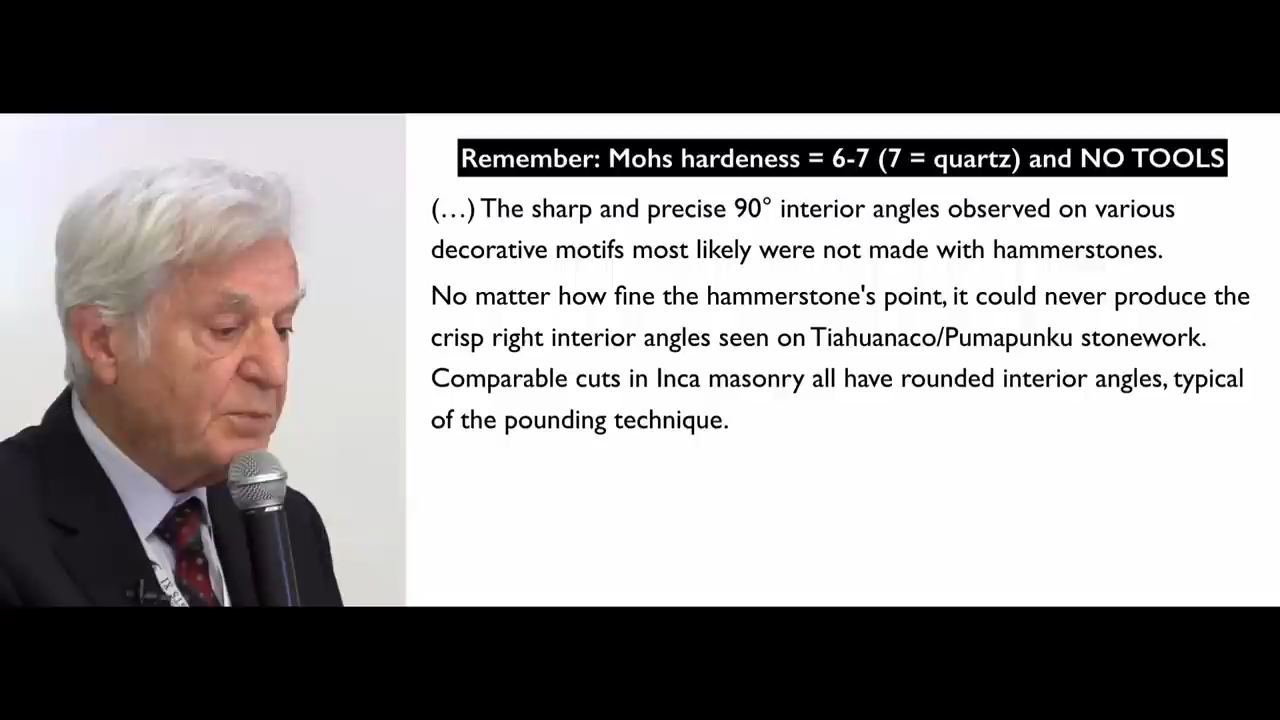 Remember: Mohs hardeness = 6-7 (7 = quartz) and NO TOOLS
(…) The sharp and precise 90° interior angles observed on various
decorative motifs most likely were not made with hammerstones.
No matter how fine the hammerstone's point, it could never produce the
crisp right interior angles seen on Tiahuanaco/Pumapunku stonework.
Comparable cuts in Inca masonry all have rounded interior angles, typical
of the pounding technique.